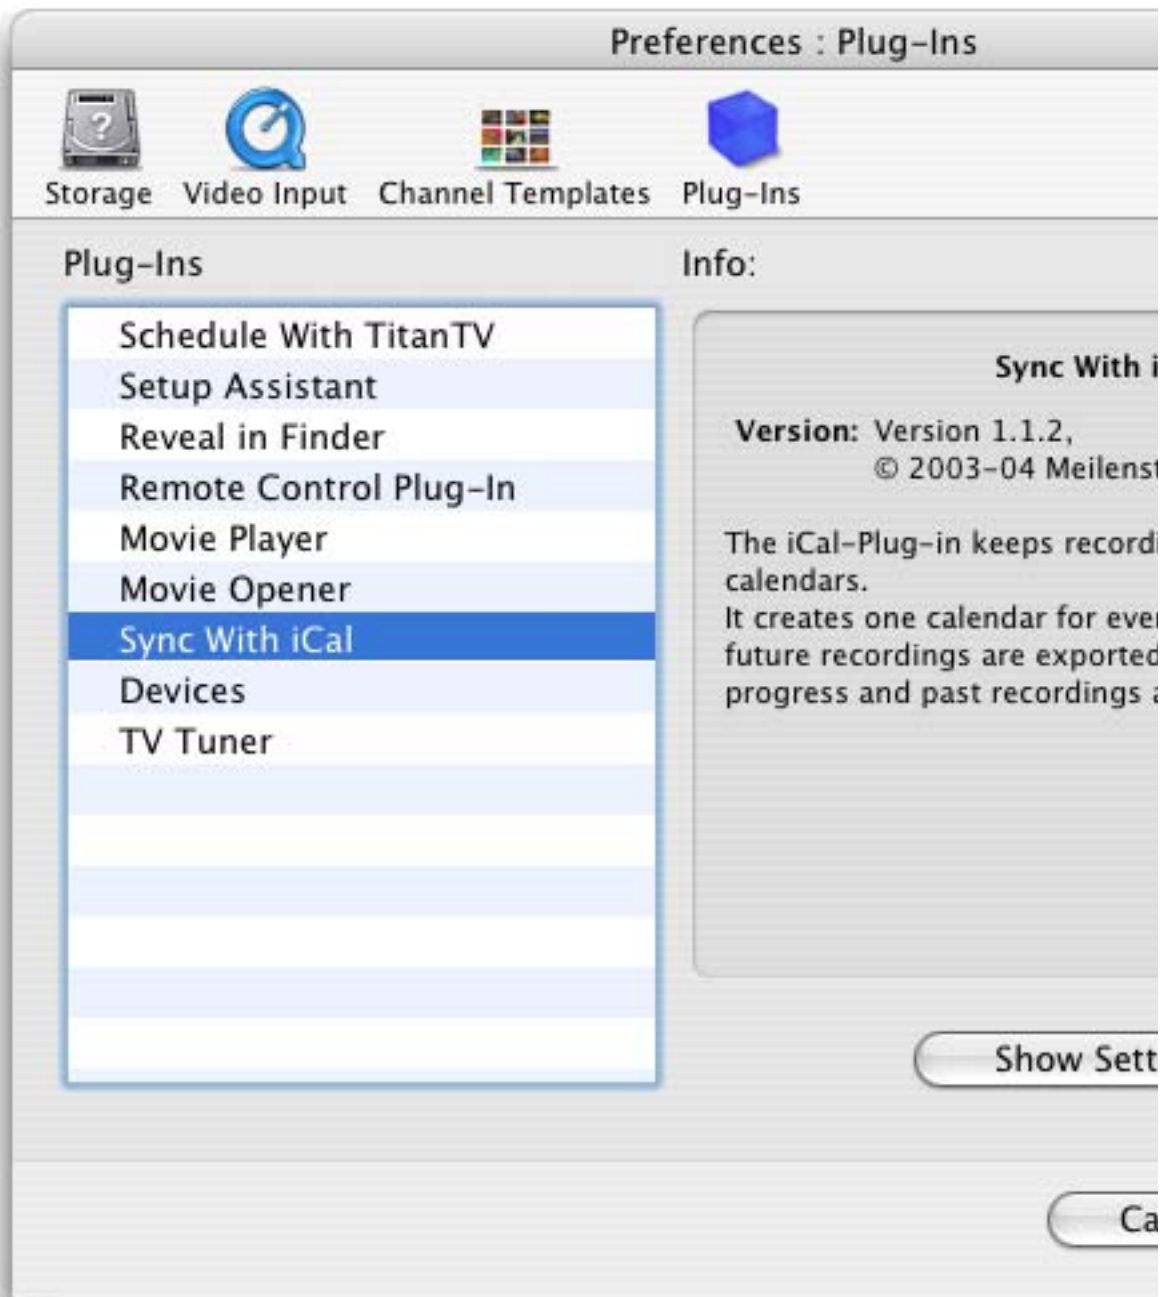 Preferences : Plug-Ins
Storage Video Input Channel Templates Plug-Ins
Plug-Ins
Info:
Schedule With TitanTV
Setup Assistant
Reveal in Finder
Remote Control Plug-In
Movie Player
Movie Opener
Sync With iCal
Devices
TV Tuner
Sync With
Version: Version 1.1.2,
© 2003-04
The iCal-Plug-in keeps
calendars.
It creates one calendar for
future recordings are exported
progress and past recordings
Show